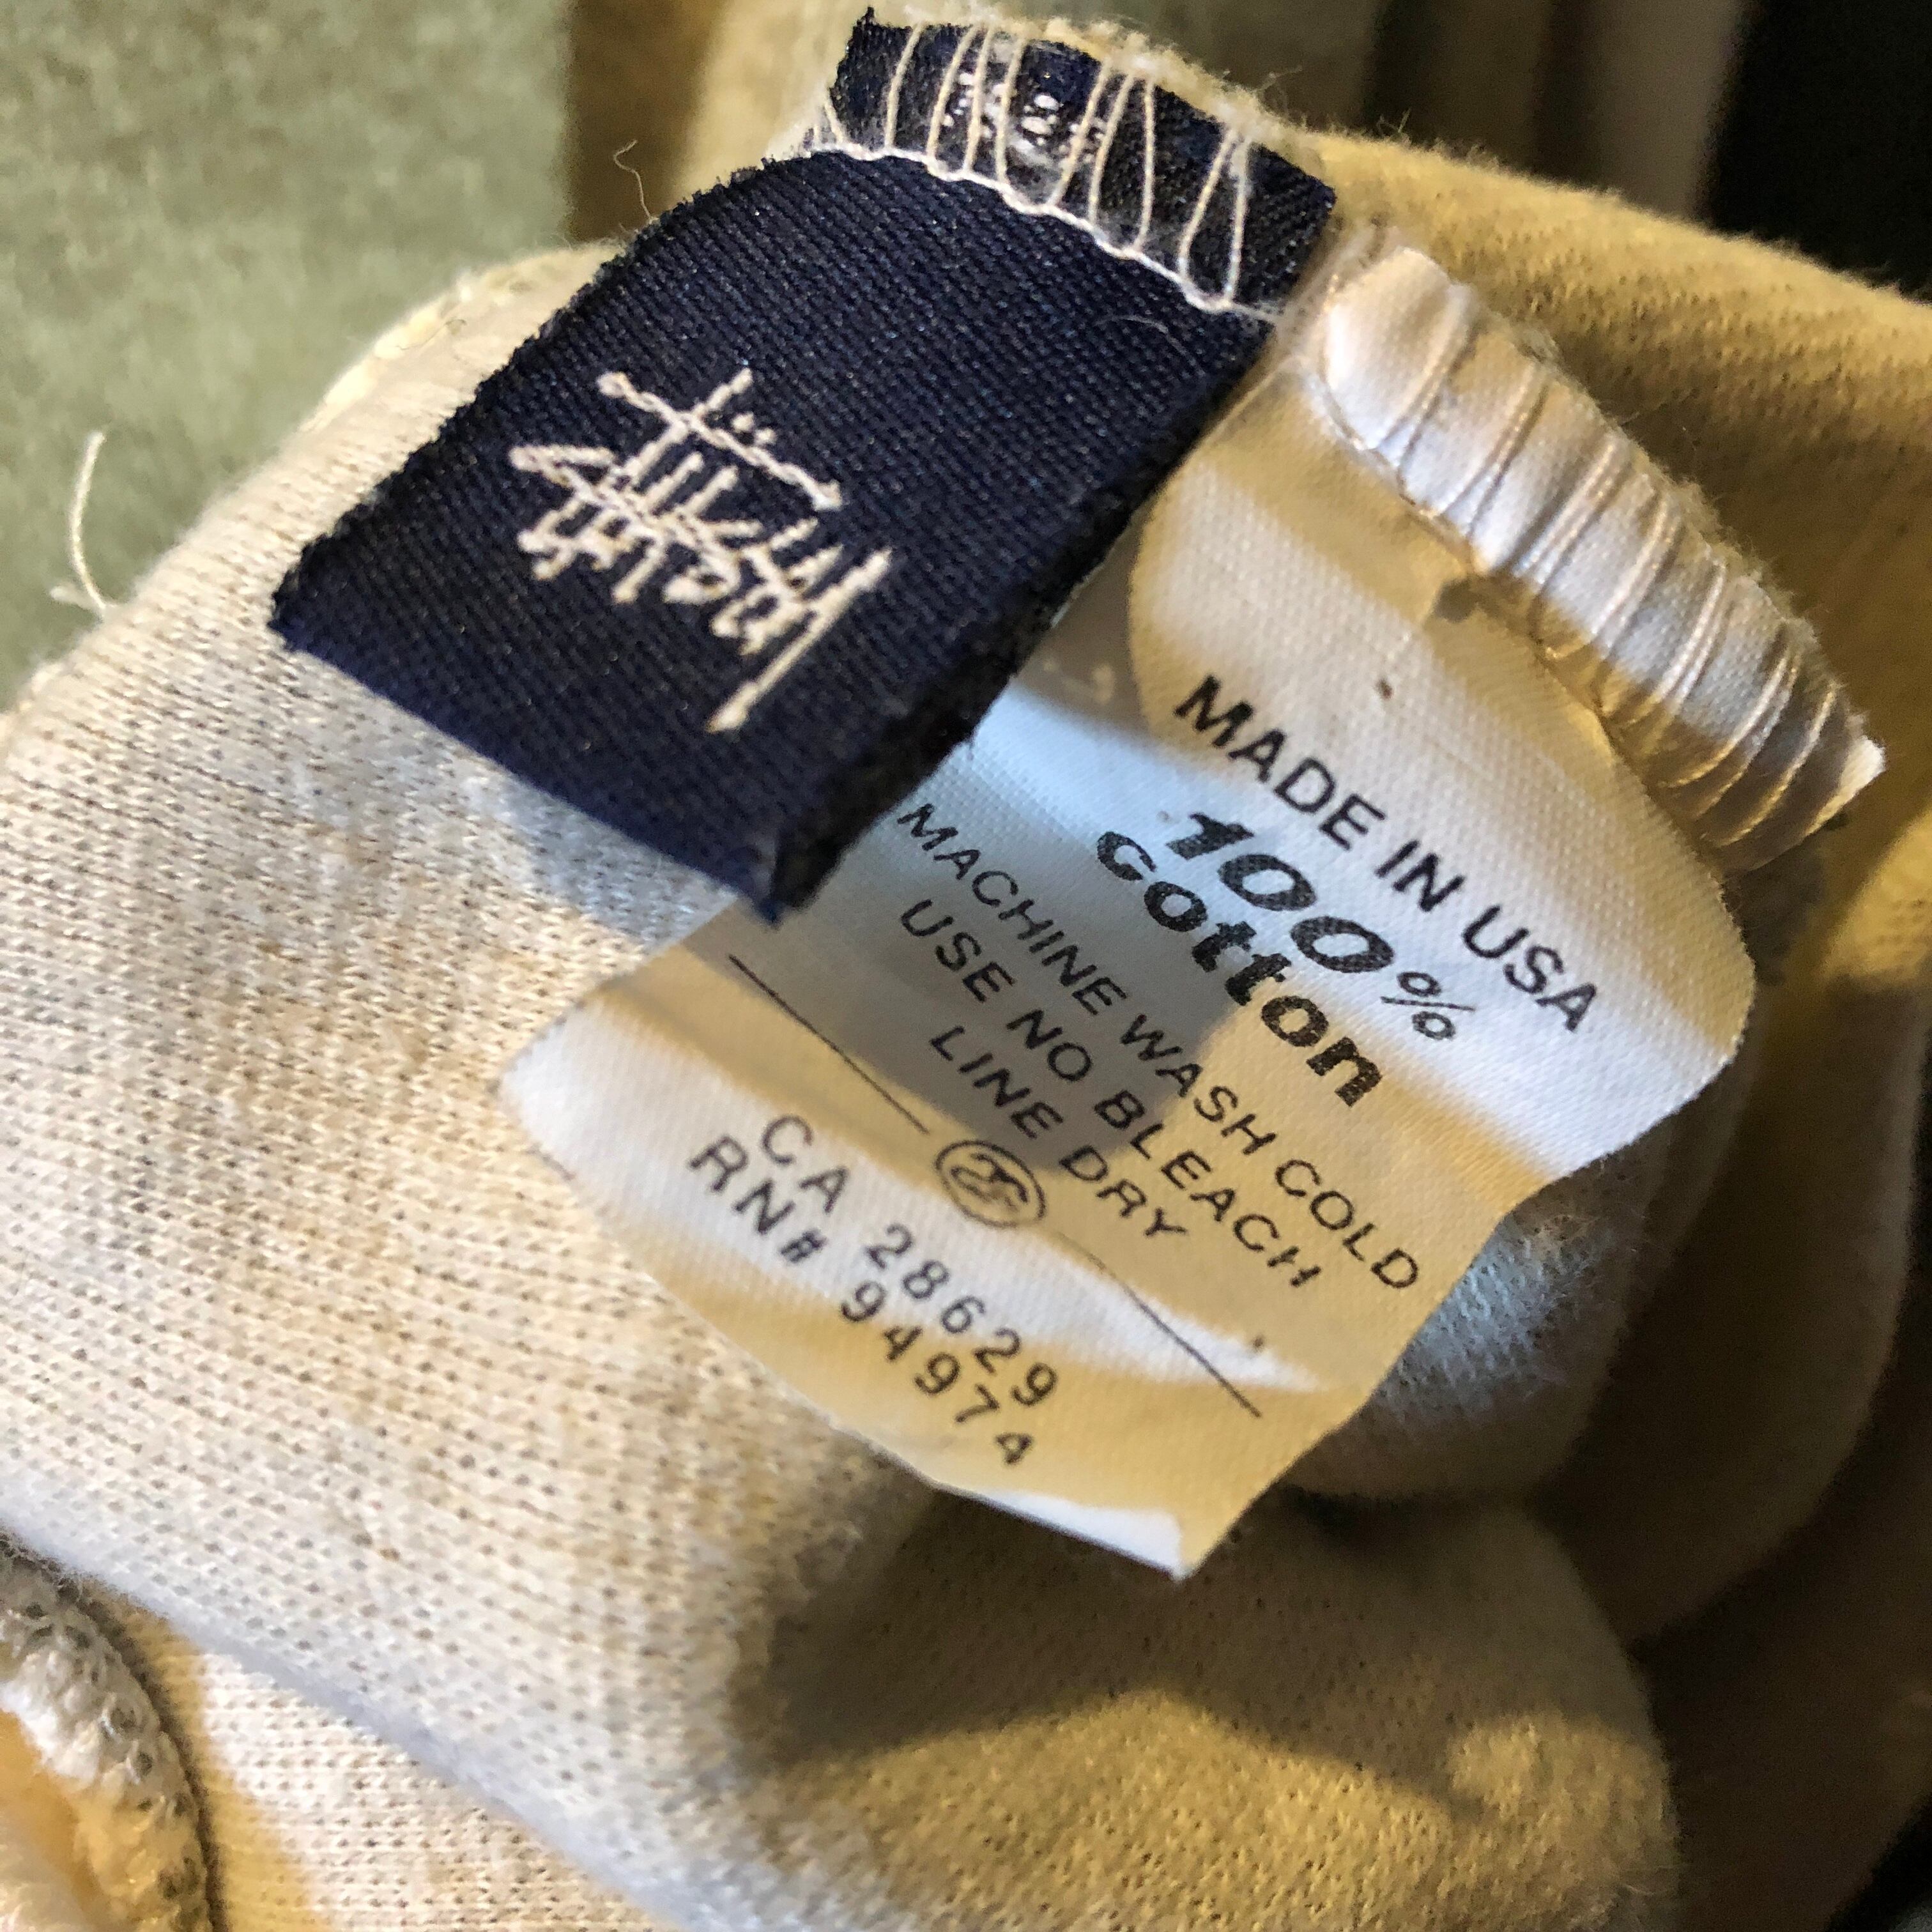 Stüssy
MADE IN USA
100%
cotton
MACHINE WASH COLD
USE NO BLEACH
LINE DRY
CA 28629
RN# 94974